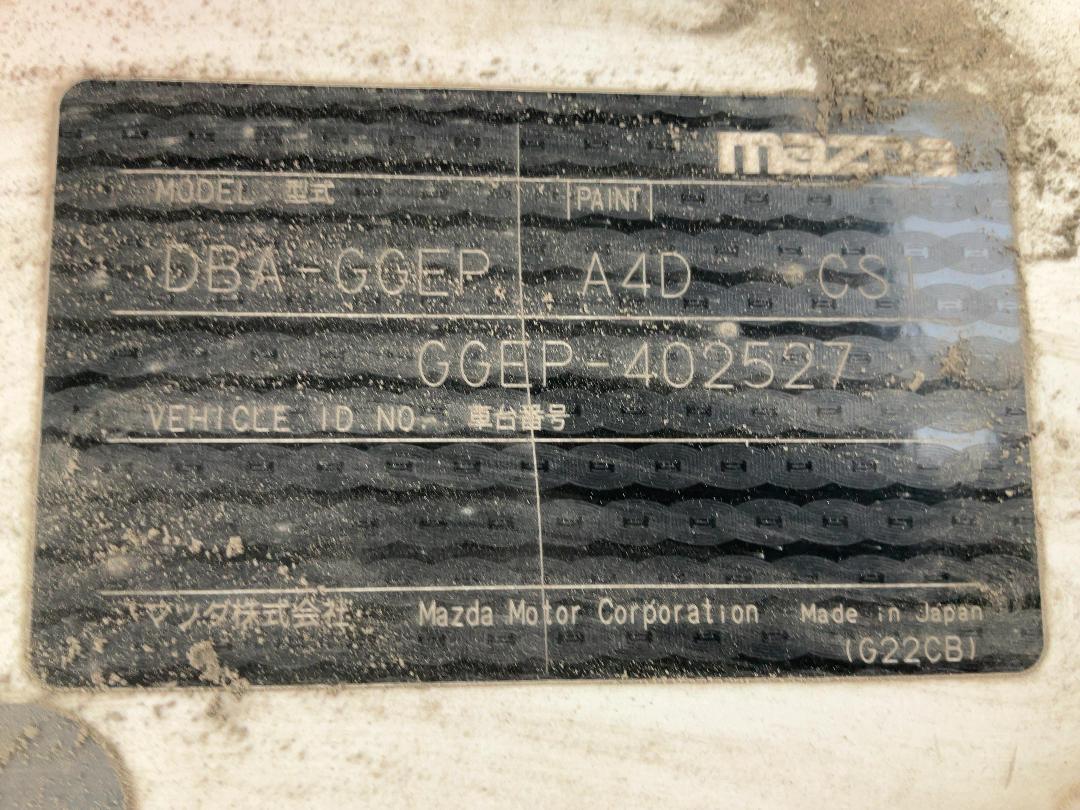 mazda
MODEL 型式 PAINT
DBA-GGEP A4D CS1
GGEP-402527
VEHICLE ID NO. 車台番号
マツダ株式会社 Mazda Motor Corporation Made in Japan
(G22CB)